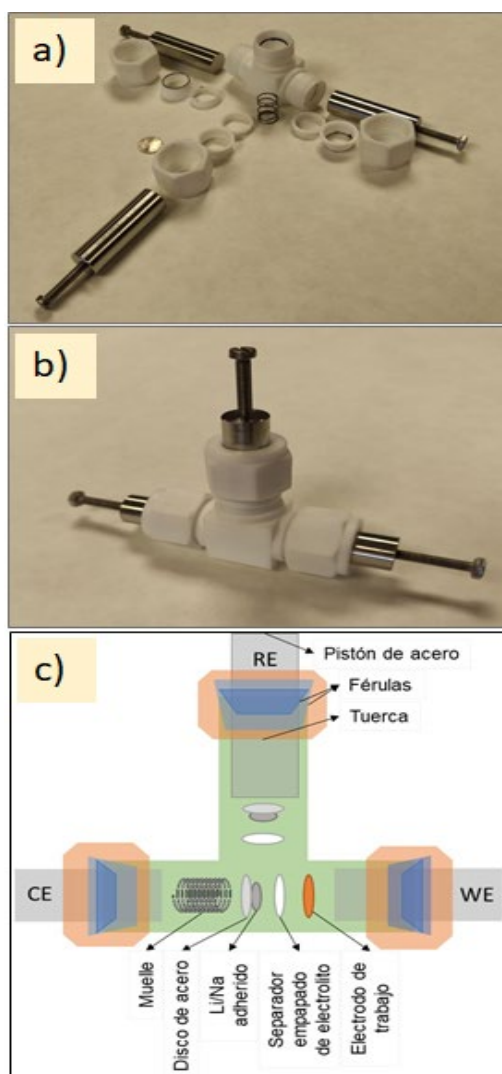 a)
b)
c)
RE
Pistón de acero
Férulas
Tuerca
CE
WE
Muelle
Disco de acero
Li/Na
adherido
Separador
empapado
de electrolito
Electrodo de
trabajo